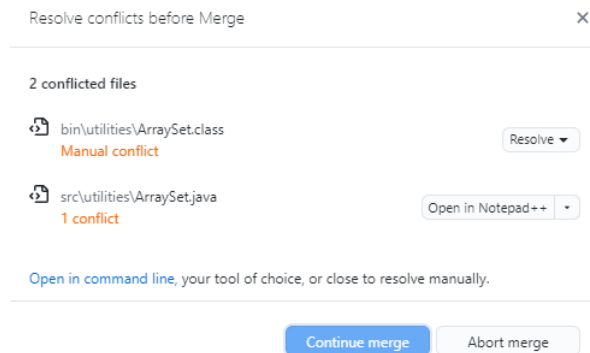 Resolve conflicts before Merge
2 conflicted files
bin\utilities\ArraySet.class
Manual conflict
Resolve
src\utilities\ArraySet.java
1 conflict
Open in Notepad++
Open in command line, your tool of choice, or close to resolve manually.
Continue merge
Abort merge